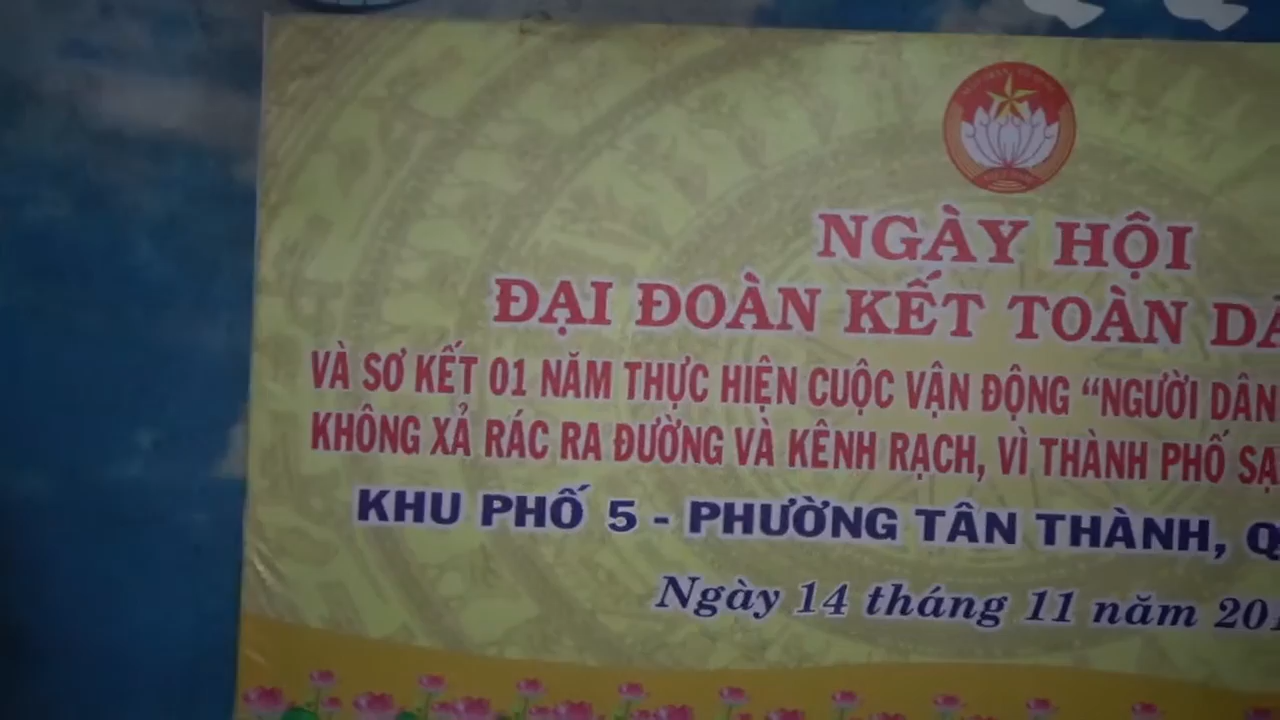 NGÀY HỘI
ĐẠI ĐOÀN KẾT TOÀN
VÀ SƠ KẾT 01 NĂM THỰC HIỆN CUỘC VẬN ĐỘNG “NGƯỜI DÂN
KHÔNG XẢ RÁC RA ĐƯỜNG VÀ KÊNH RẠCH, VÌ THÀNH PHỐ
KHU PHỐ 5 - PHƯỜNG TÂN THÀNH,
Ngày 14 tháng 11 năm